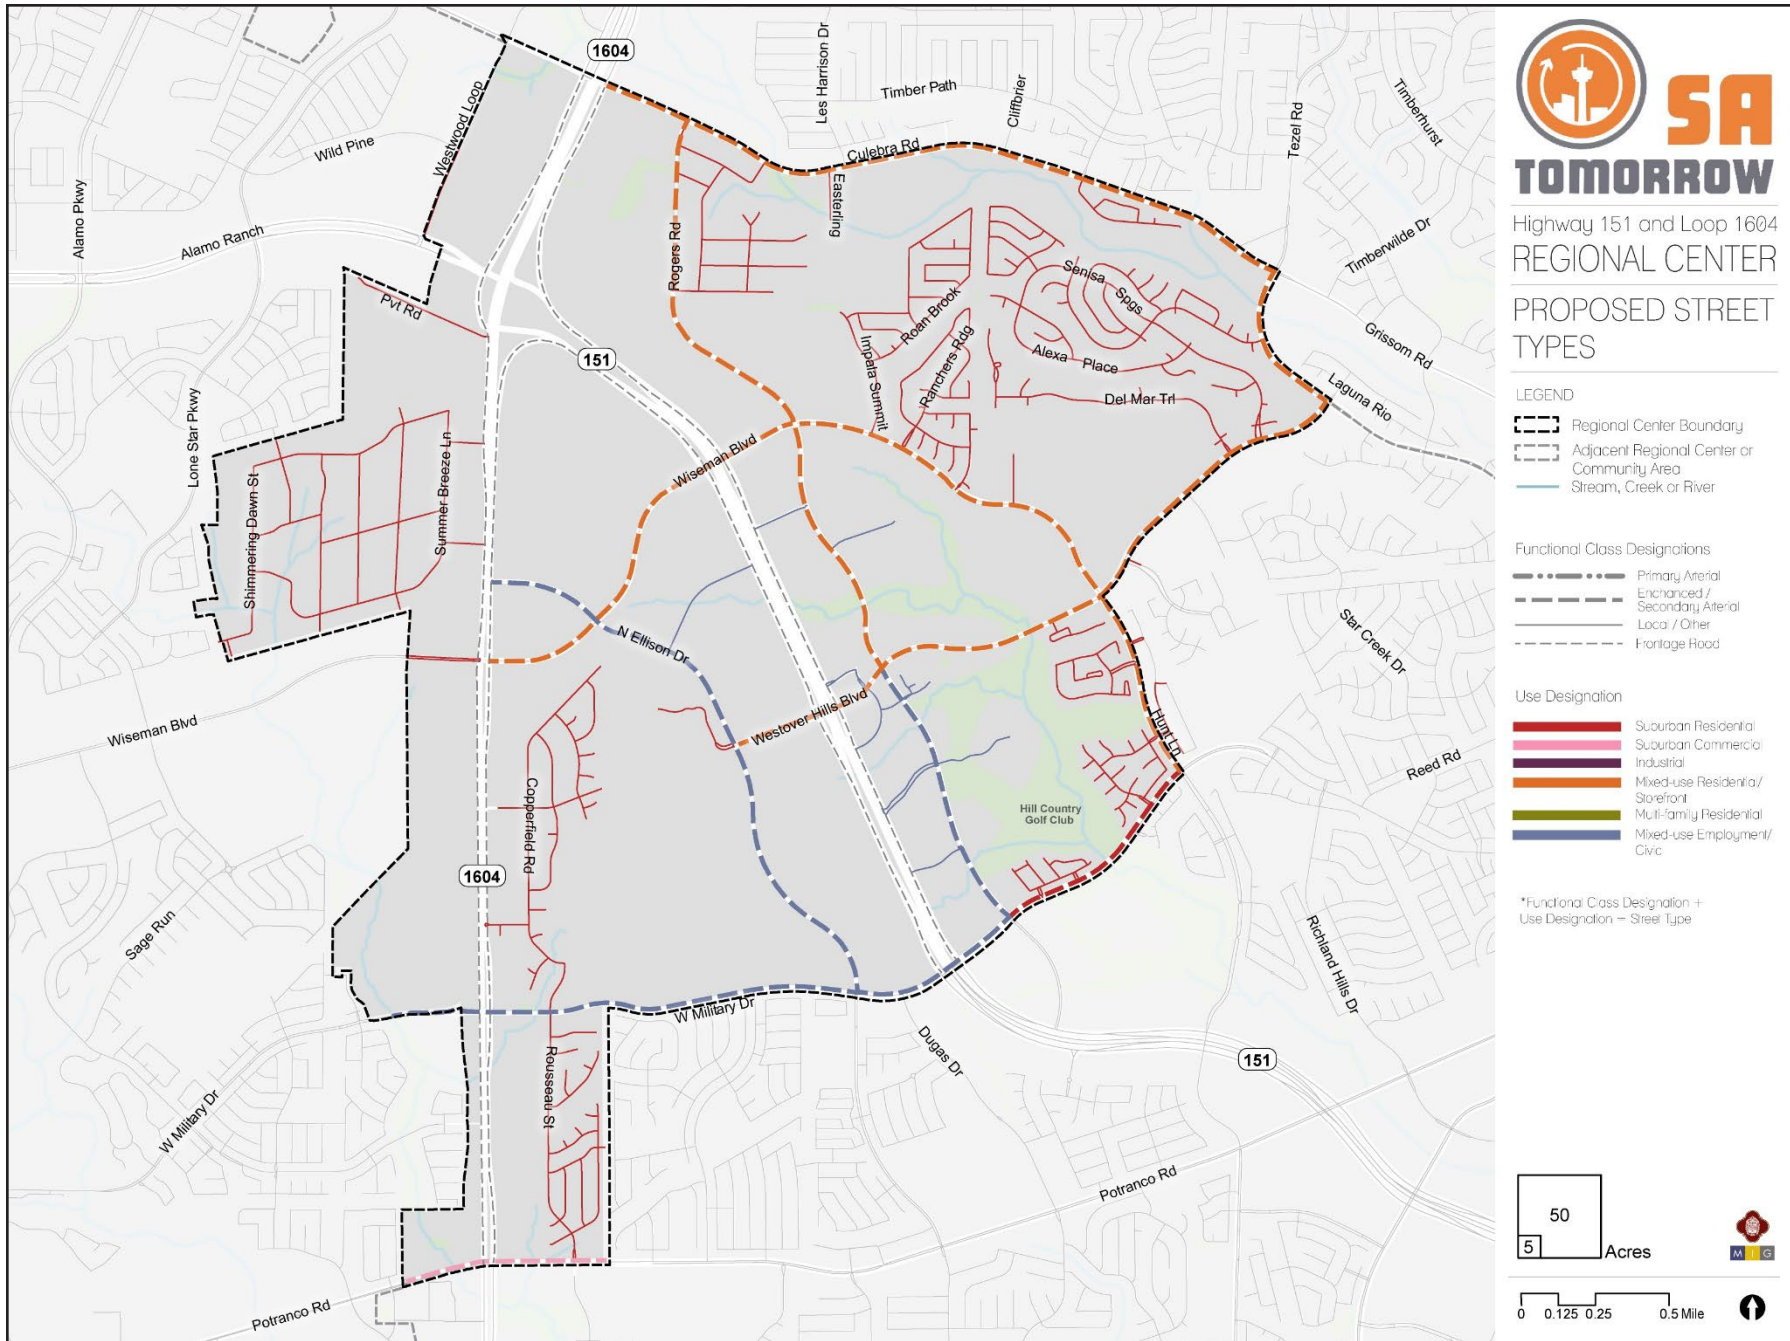 1604
Les Harrison Dr
Timber Path
Cliffbrier
Tezel Rd
Timberhurst
Westwood Loop
Wild Pine
Culebra Rd
Easterling
Alamo Pkwy
Alamo Ranch
Rogers Rd
Timberwilde Dr
Senisa Spgs
Pvt Rd
Roan Brook
Grissom Rd
151
Impala Summit
Ranchers Rdg
Alexa Place
Laguna Rio
Lone Star Pkwy
Del Mar Trl
Summer Breeze Ln
Wiseman Blvd
Shimmering Dawn St
N Ellison Dr
Star Creek Dr
Wiseman Blvd
Westover Hills Blvd
Hunt Ln
Reed Rd
Copperfield Rd
Hill Country
Golf Club
1604
Sage Run
Richland Hills Dr
W Military Dr
Dugas Dr
151
Rousseau St
W Military Dr
Potranco Rd
Potranco Rd
SA
TOMORROW
Highway 151 and Loop 1604
REGIONAL CENTER
PROPOSED STREET
TYPES
LEGEND
Regional Center Boundary
Adjacent Regional Center or
Community Area
Stream, Creek or River
Functional Class Designations
Primary Arterial
Enchanced /
Secondary Arterial
Local / Other
Frontage Road
Use Designation
Suburban Residential
Suburban Commercial
Industrial
Mixed-use Residential/
Storefront
Multi-family Residential
Mixed-use Employment/
Civic
*Functional Class Designation +
Use Designation = Street Type
50
5
Acres
M I G
0 0.125 0.25 0.5 Mile